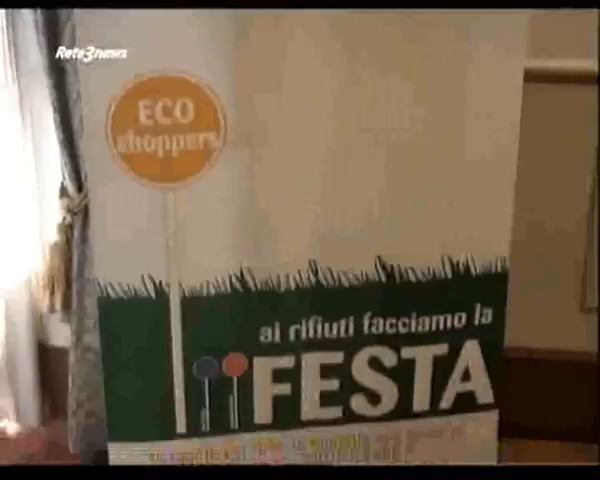 Rete3news
ECO
shoppers
ai rifiuti facciamo la
FESTA